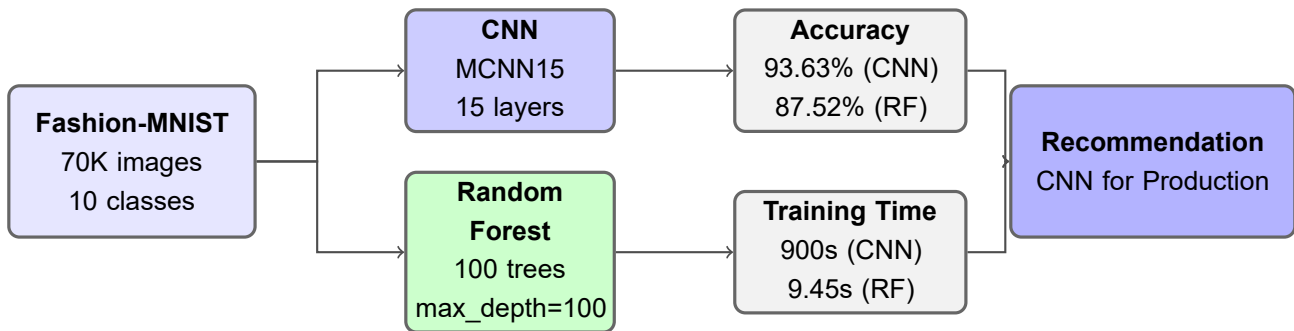 Fashion-MNIST
70K images
10 classes
CNN
MCNN15
15 layers
Random
Forest
100 trees
max_depth=100
Accuracy
93.63% (CNN)
87.52% (RF)
Training Time
900s (CNN)
9.45s (RF)
Recommendation
CNN for Production